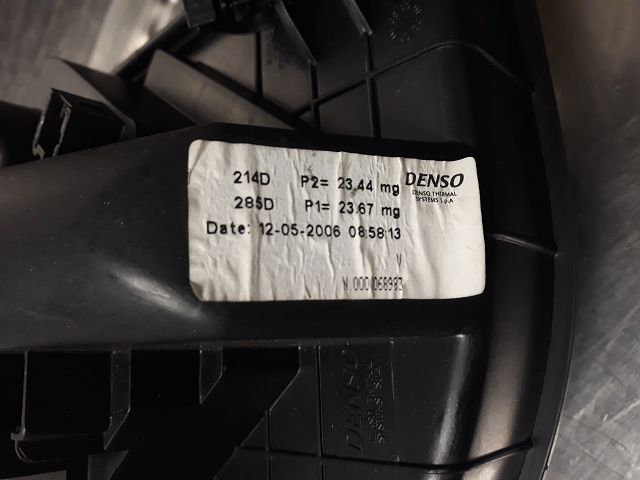 214D P2= 23.44 mg
285D P1= 23.67 mg
Date: 12-05-2006 08:58:13
DENSO
DENSO THERMAL
SYSTEMS S.p.A
V
N.0001068983
DENSO